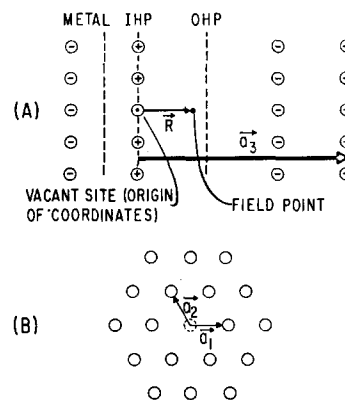 METAL IHP OHP
(A)
R
a3
VACANT SITE (ORIGIN
OF COORDINATES)
FIELD POINT
(B)
a2
a1